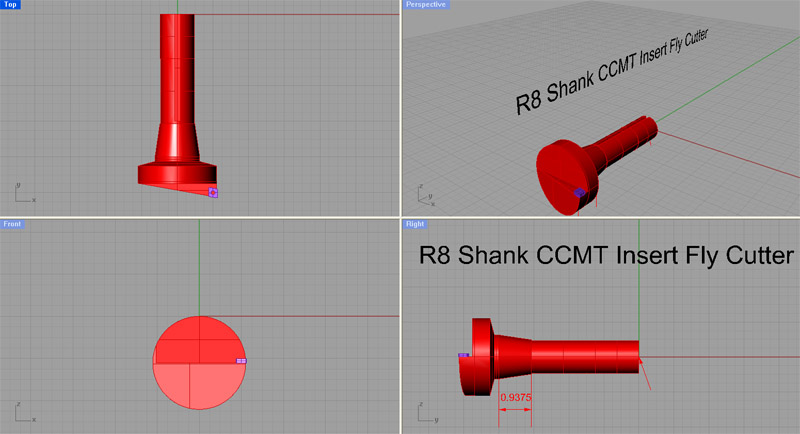 Top
Perspective
R8 Shank CCMT Insert Fly Cutter
y
x
z
y
x
Front
Right
R8 Shank CCMT Insert Fly Cutter
0.9375
z
x
z
y